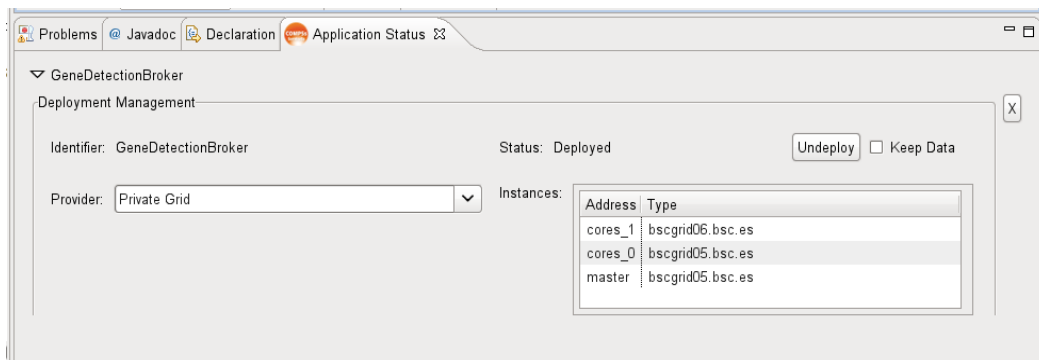 Problems @ Javadoc Declaration COMPSs Application Status
GeneDetectionBroker
Deployment Management
X
Identifier: GeneDetectionBroker Status: Deployed Undeploy Keep Data
Provider: Private Grid Instances:
Address Type
cores_1 bscgrid06.bsc.es
cores_0 bscgrid05.bsc.es
master bscgrid05.bsc.es